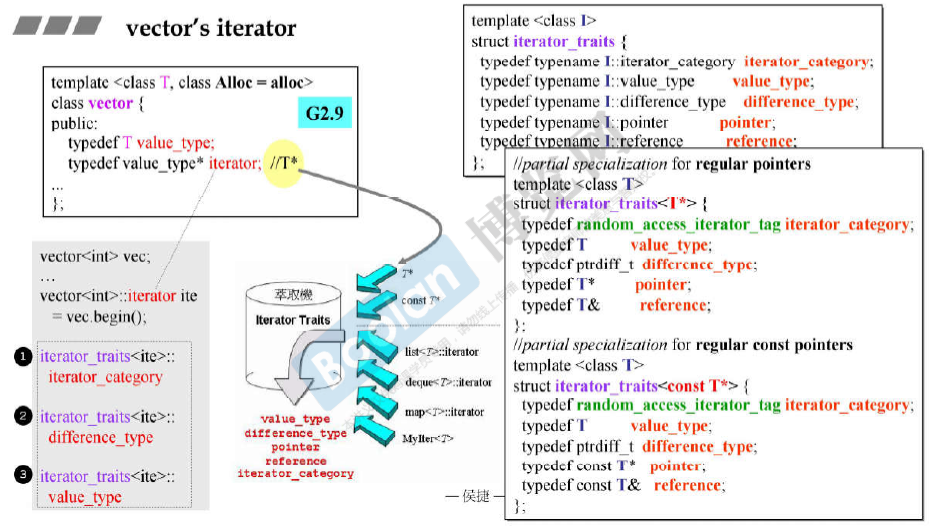 vector's iterator
template <class T, class Alloc = alloc>
class vector {
public:
typedef T value_type;
typedef value_type* iterator; //T*
...
};
G2.9
vector<int> vec;
...
vector<int>::iterator ite
= vec.begin();
1 iterator_traits<ite>::
iterator_category
2 iterator_traits<ite>::
difference_type
3 iterator_traits<ite>::
value_type
萃取機
Iterator Traits
T*
const T*
list<T>::iterator
deque<T>::iterator
map<T>::iterator
MyIter<T>
value_type
difference_type
pointer
reference
iterator_category
template <class I>
struct iterator_traits {
typedef typename I::iterator_category iterator_category;
typedef typename I::value_type value_type;
typedef typename I::difference_type difference_type;
typedef typename I::pointer pointer;
typedef typename I::reference reference;
};
//partial specialization for regular pointers
template <class T>
struct iterator_traits<T*> {
typedef random_access_iterator_tag iterator_category;
typedef T value_type;
typedef ptrdiff_t difference_type;
typedef T* pointer;
typedef T& reference;
};
//partial specialization for regular const pointers
template <class T>
struct iterator_traits<const T*> {
typedef random_access_iterator_tag iterator_category;
typedef T value_type;
typedef ptrdiff_t difference_type;
typedef const T* pointer;
typedef const T& reference;
};
— 侯捷 —
Boolan
博览网